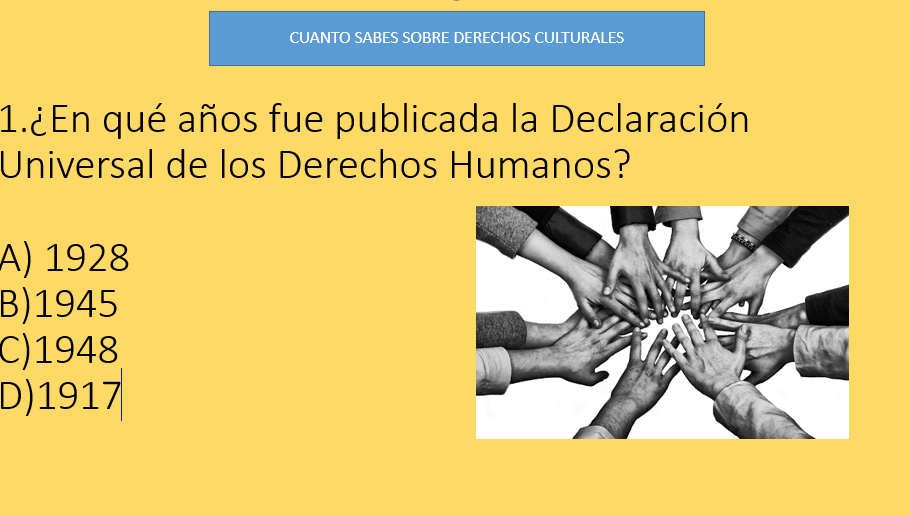 CUANTO SABES SOBRE DERECHOS CULTURALES
1.¿En qué años fue publicada la Declaración
Universal de los Derechos Humanos?
A) 1928
B)1945
C)1948
D)1917